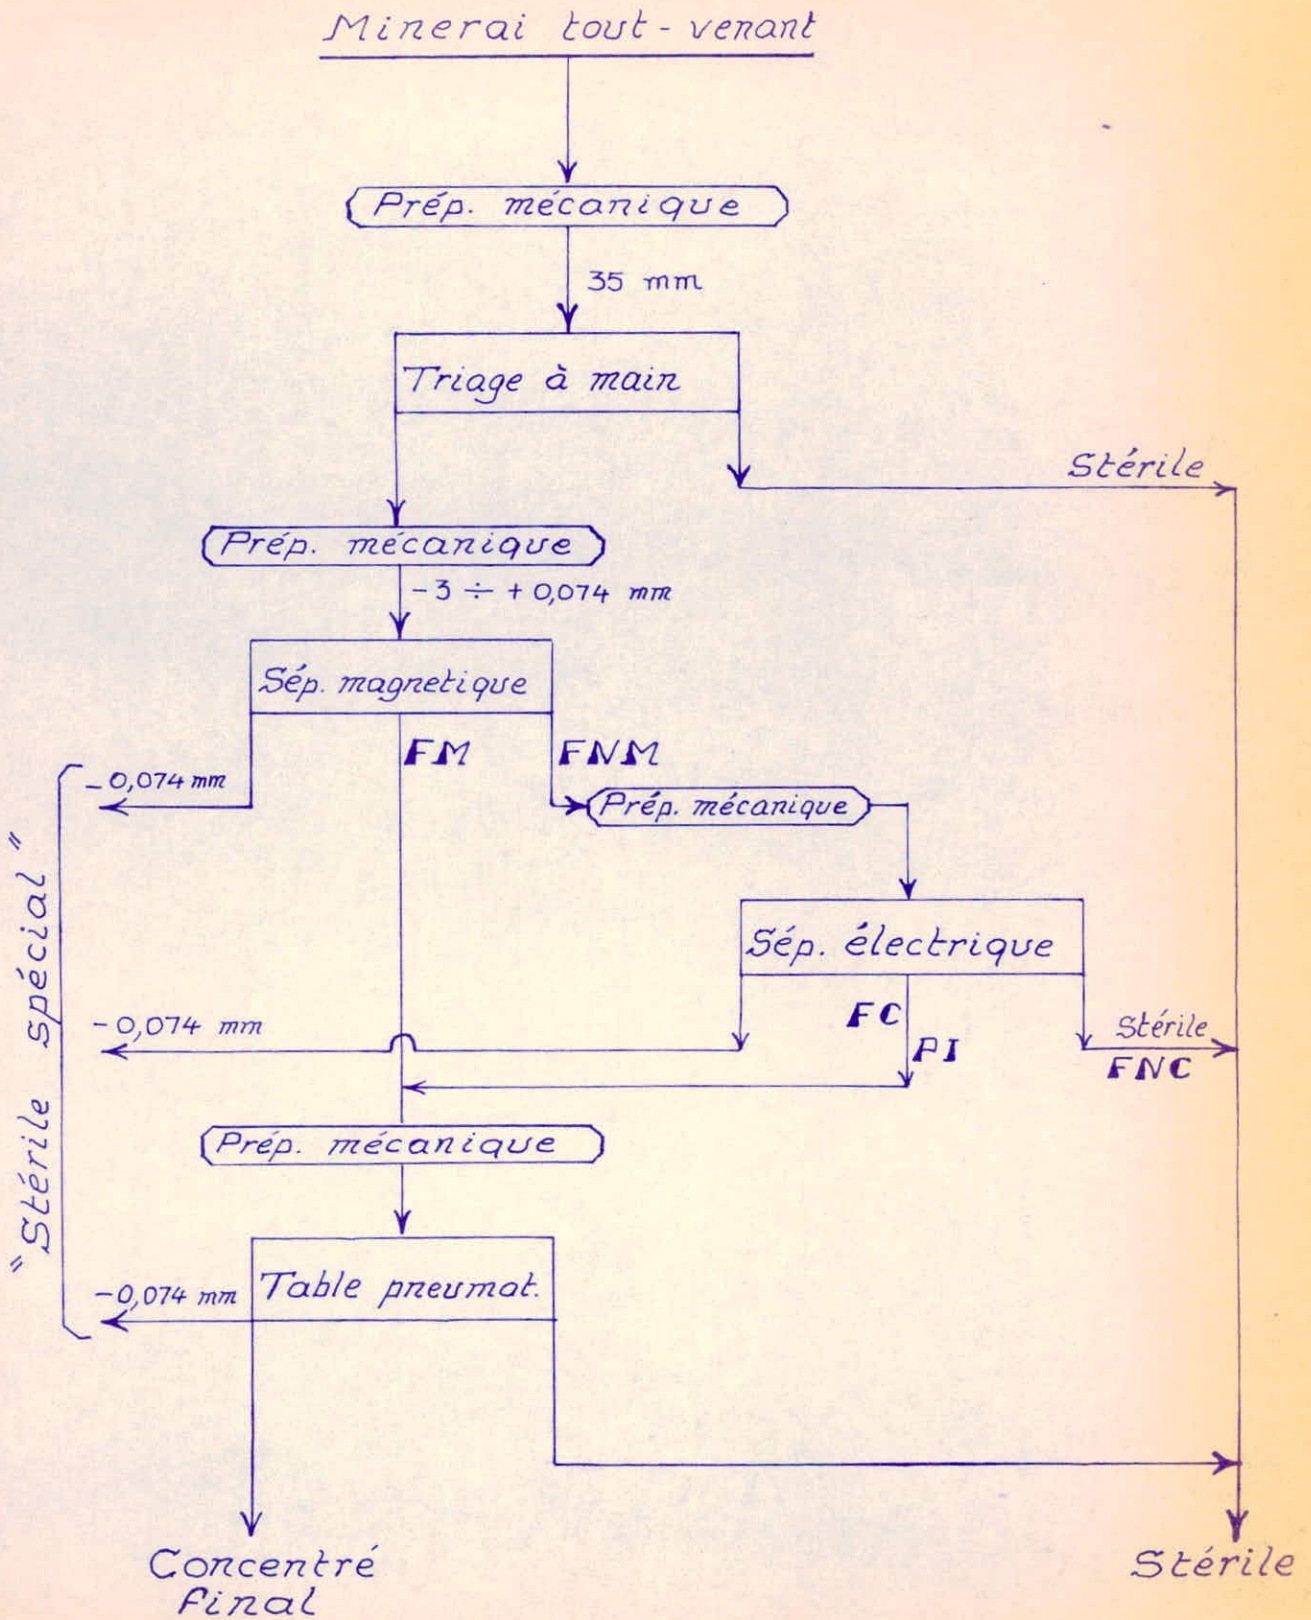 Minerai tout-venant
Prép. mécanique
35 mm
Triage à main
Stérile
Prép. mécanique
-3 ÷ +0,074 mm
Sép. magnetique
FM
FNM
-0,074 mm
Prép. mécanique
"Stérile spécial"
Sép. électrique
FC
PI
-0,074 mm
Stérile
FNC
Prép. mécanique
Table pneumat.
-0,074 mm
Concentré
final
Stérile